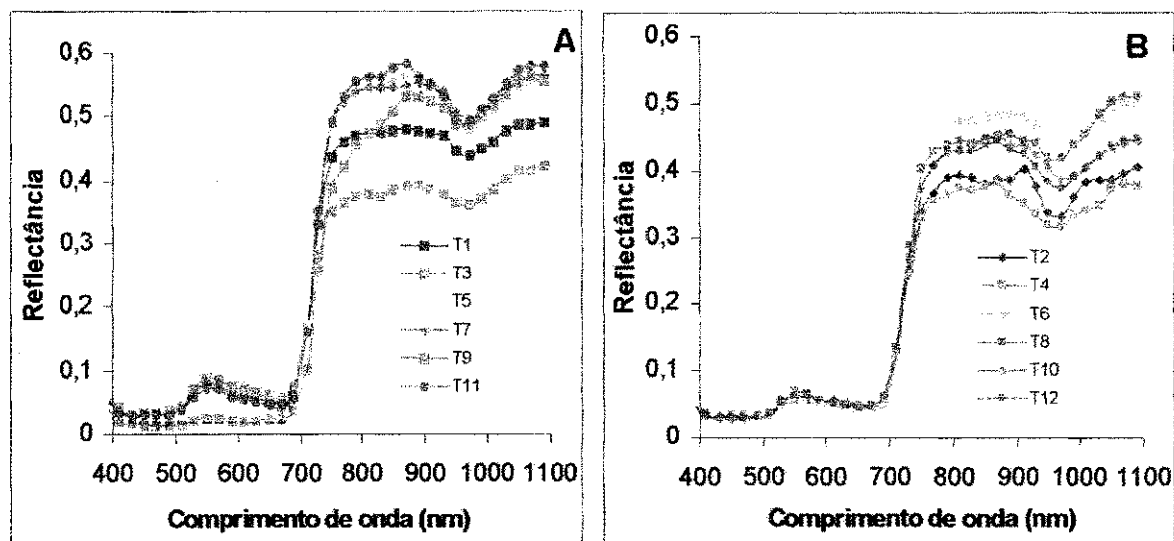 A
Reflectância
0,6
0,5
0,4
0,3
0,2
0,1
0
400 500 600 700 800 900 1000 1100
Comprimento de onda (nm)
T1
T3
T5
T7
T9
T11
B
Reflectância
0,6
0,5
0,4
0,3
0,2
0,1
0
400 500 600 700 800 900 1000 1100
Comprimento de onda (nm)
T2
T4
T6
T8
T10
T12